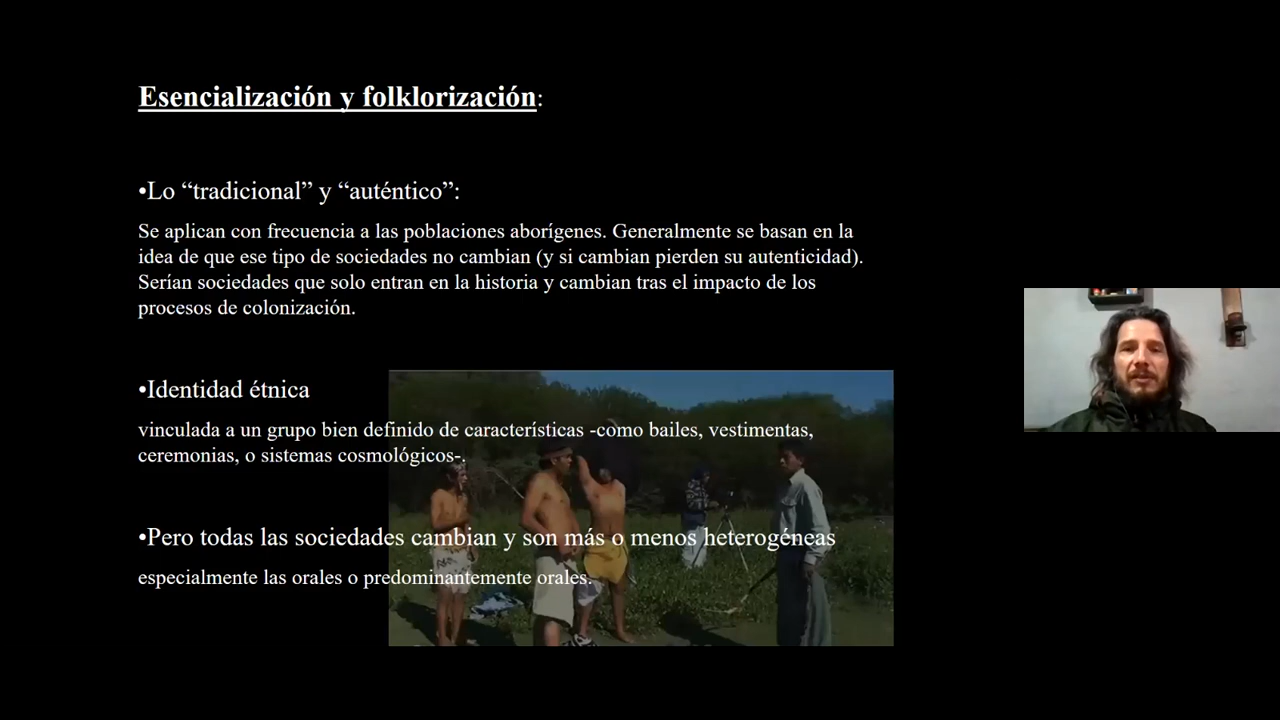 Esencialización y folklorización:
•Lo “tradicional” y “auténtico”:
Se aplican con frecuencia a las poblaciones aborígenes. Generalmente se basan en la
idea de que ese tipo de sociedades no cambian (y si cambian pierden su autenticidad).
Serían sociedades que solo entran en la historia y cambian tras el impacto de los
procesos de colonización.
•Identidad étnica
vinculada a un grupo bien definido de características -como bailes, vestimentas,
ceremonias, o sistemas cosmológicos-.
•Pero todas las sociedades cambian y son más o menos heterogéneas
especialmente las orales o predominantemente orales.